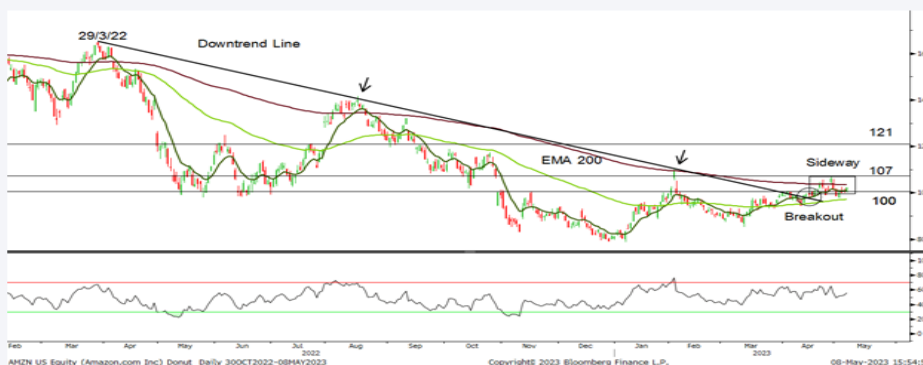 29/3/22
Downtrend Line
121
EMA 200
Sideway
107
100
Breakout
Feb Mar Apr May Jun Jul Aug Sep Oct Nov Dec Jan Feb Mar Apr May
2022 2023
AMZN US Equity (Amazon.com Inc) Donut Daily 30OCT2022-08MAY2023 Copyright© 2023 Bloomberg Finance L.P. 08-May-2023 15:54:5